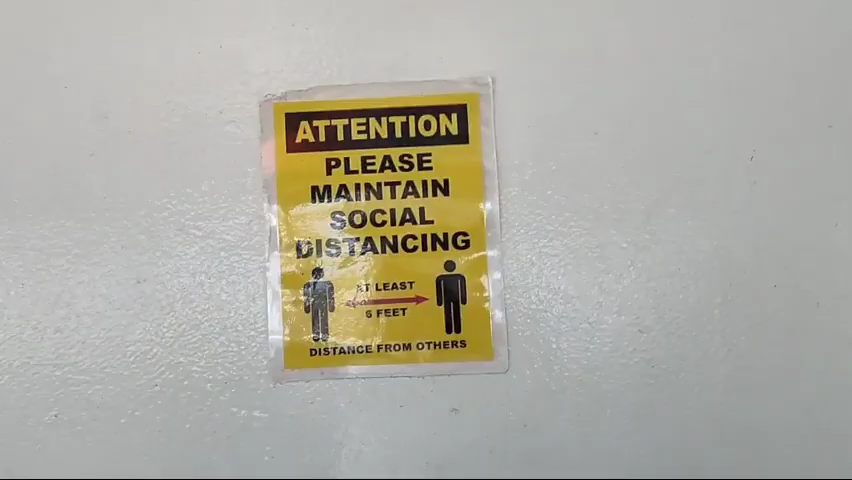 ATTENTION
PLEASE
MAINTAIN
SOCIAL
DISTANCING
AT LEAST
6 FEET
DISTANCE FROM OTHERS